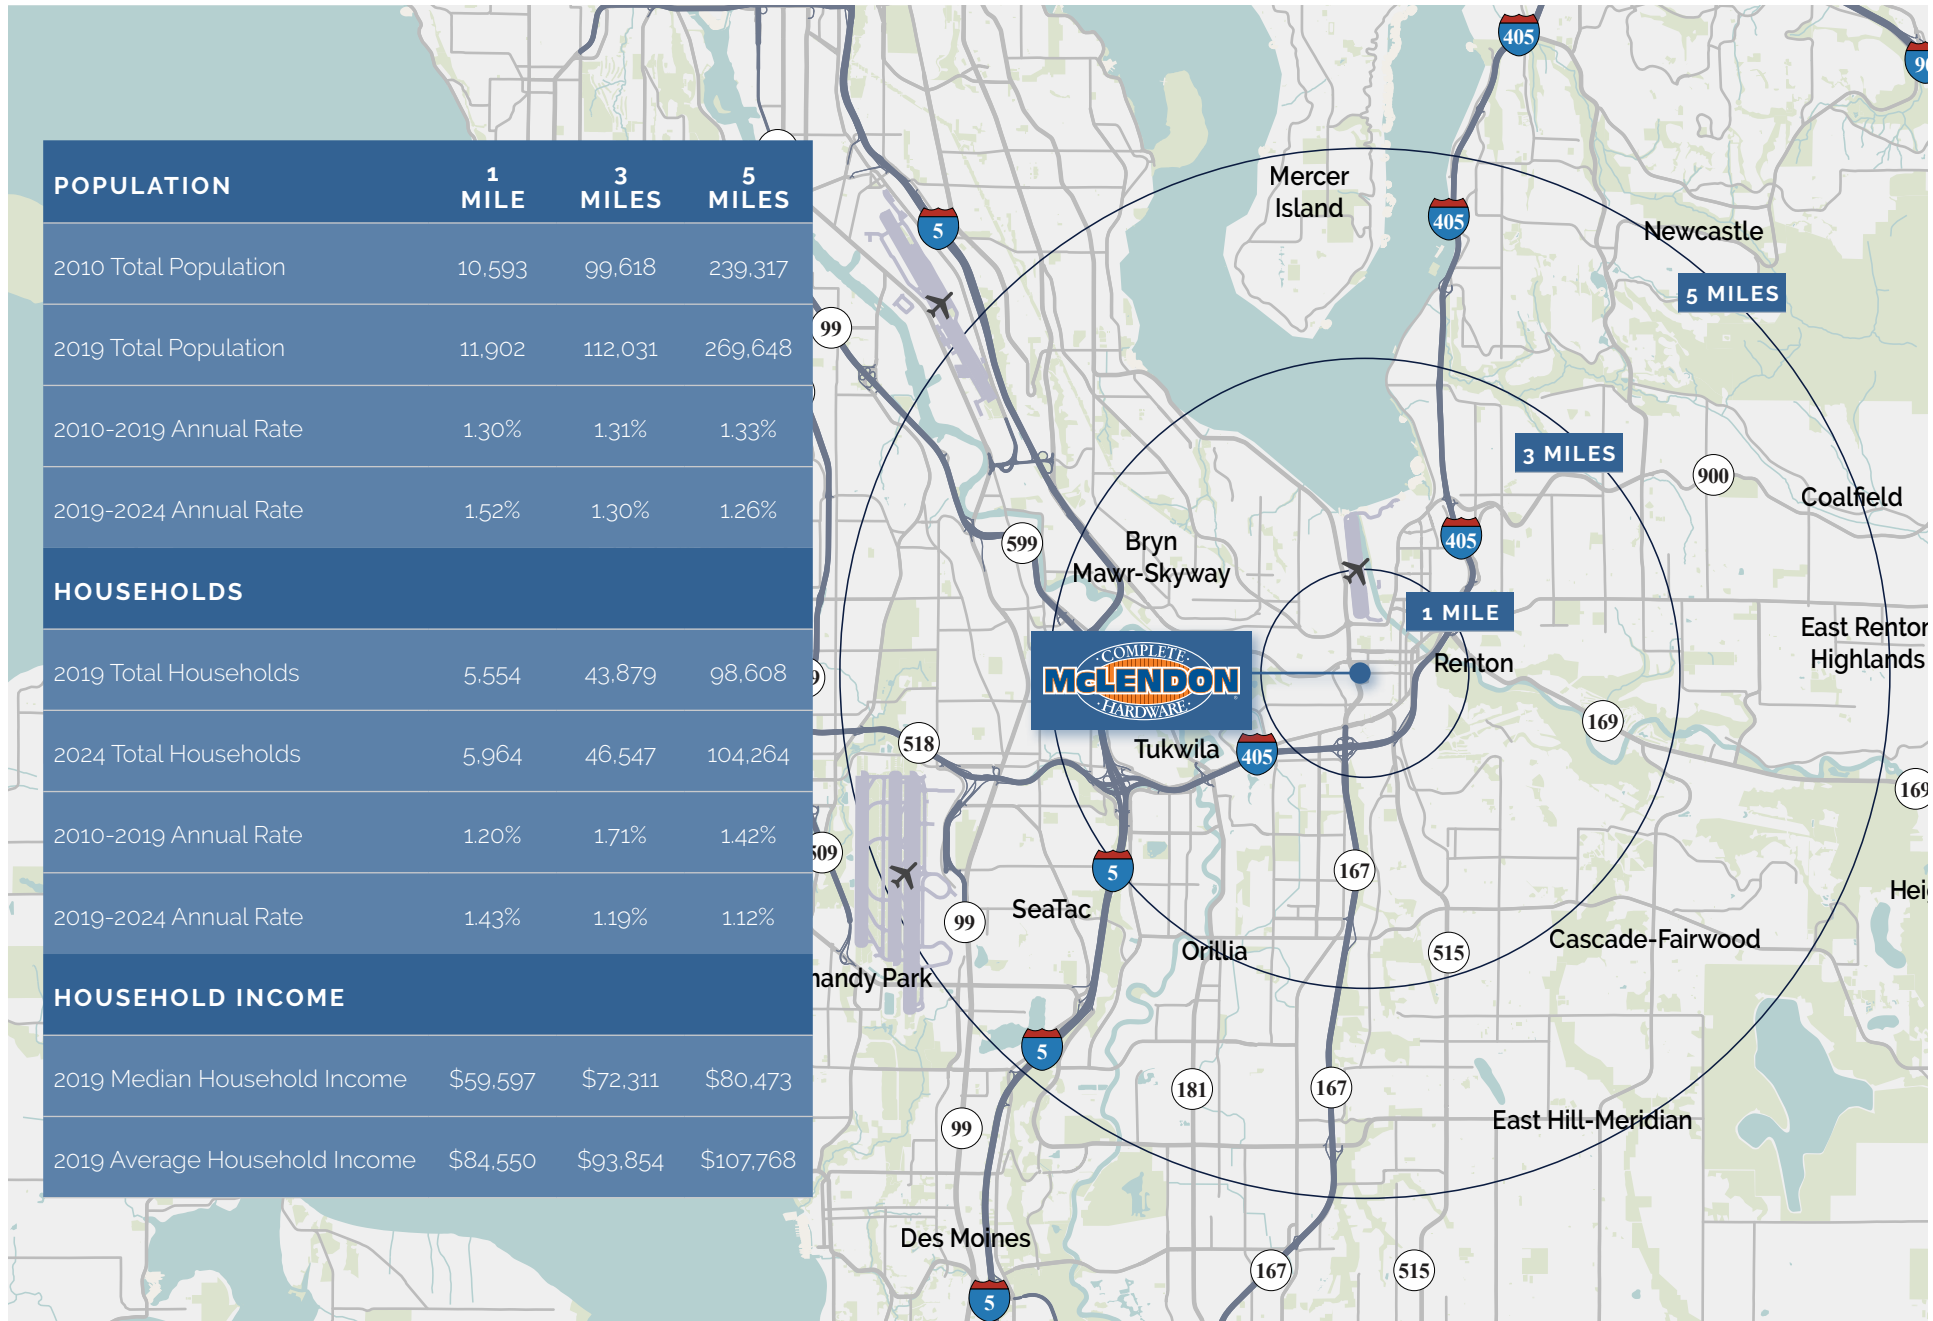 POPULATION 1 MILE 3 MILES 5 MILES
2010 Total Population 10,593 99,618 239,317
2019 Total Population 11,902 112,031 269,648
2010-2019 Annual Rate 1.30% 1.31% 1.33%
2019-2024 Annual Rate 1.52% 1.30% 1.26%
HOUSEHOLDS
2019 Total Households 5,554 43,879 98,608
2024 Total Households 5,964 46,547 104,264
2010-2019 Annual Rate 1.20% 1.71% 1.42%
2019-2024 Annual Rate 1.43% 1.19% 1.12%
HOUSEHOLD INCOME
2019 Median Household Income $59,597 $72,311 $80,473
2019 Average Household Income $84,550 $93,854 $107,768
405
Mercer
Island
405
5
Newcastle
5 MILES
99
3 MILES
900
Coalfield
599
405
Bryn
Mawr-Skyway
1 MILE
East Renton
Highlands
COMPLETE
McLENDON
HARDWARE
Renton
169
518
Tukwila
405
169
509
5
167
SeaTac
99
Orillia
515
Cascade-Fairwood
5
181
167
99
East Hill-Meridian
Des Moines
167
515
5